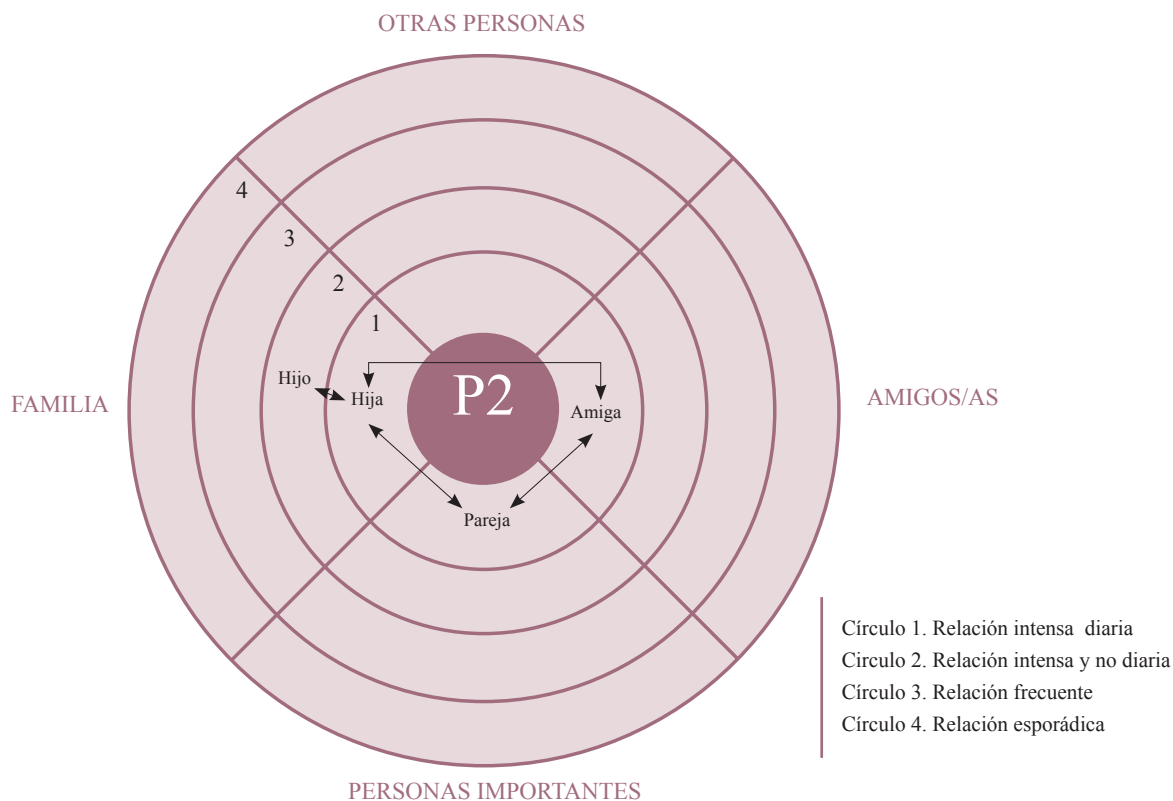 OTRAS PERSONAS
4
3
2
1
P2
Hijo
Hija
Amiga
FAMILIA
AMIGOS/AS
Pareja
Círculo 1. Relación intensa diaria
Circulo 2. Relación intensa y no diaria
Círculo 3. Relación frecuente
Círculo 4. Relación esporádica
PERSONAS IMPORTANTES